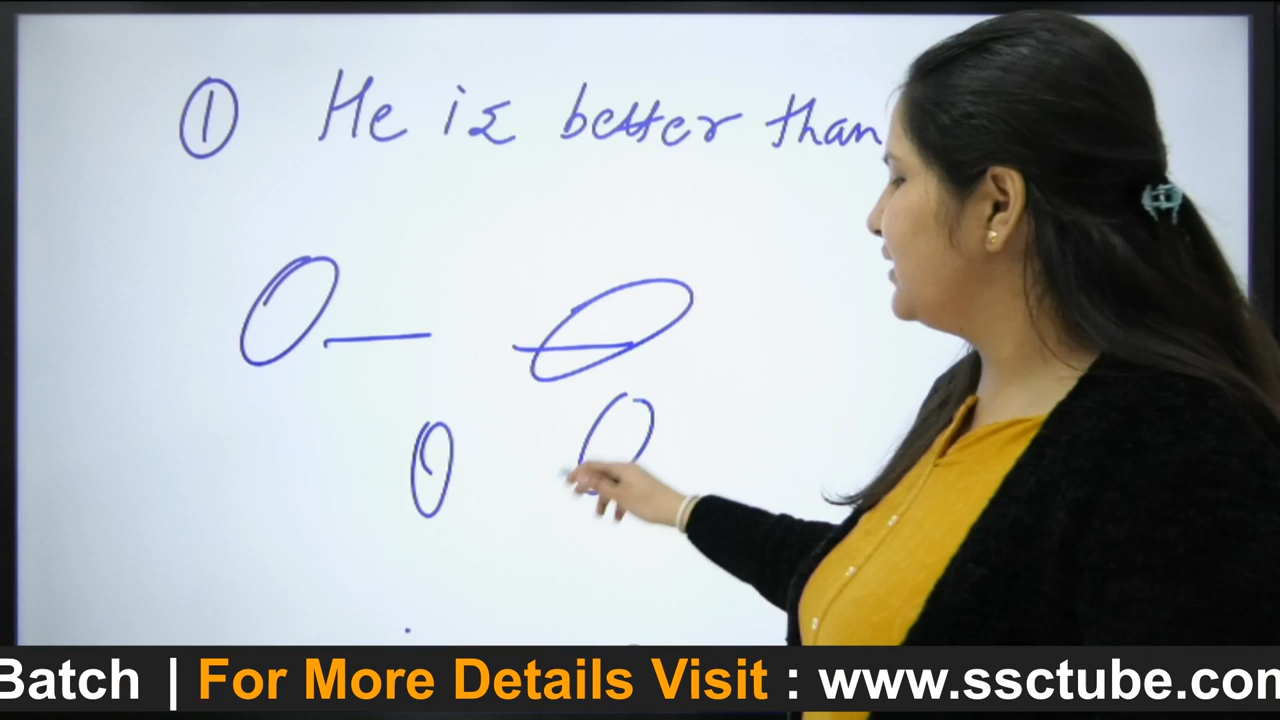 ① He is better than
Batch | For More Details Visit : www.ssctube.com